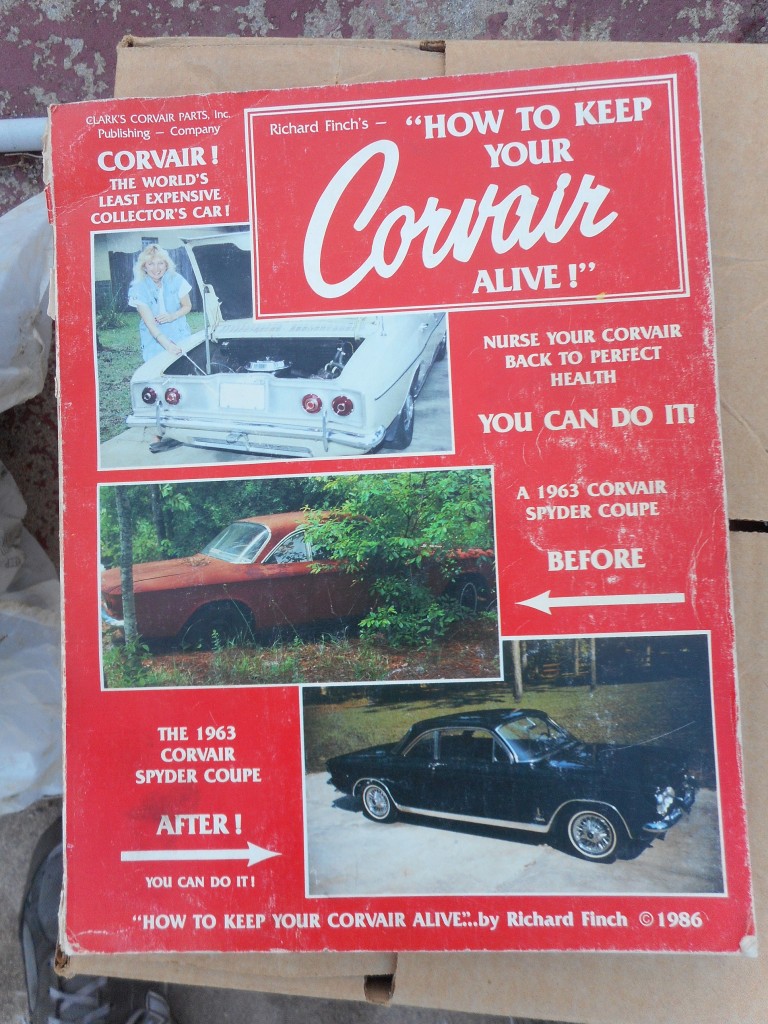 CLARK'S CORVAIR PARTS, Inc.
Publishing — Company
CORVAIR!
THE WORLD'S
LEAST EXPENSIVE
COLLECTOR'S CAR!
Richard Finch's — "HOW TO KEEP
YOUR
Corvair
ALIVE!"
NURSE YOUR CORVAIR
BACK TO PERFECT
HEALTH
YOU CAN DO IT!
A 1963 CORVAIR
SPYDER COUPE
BEFORE
THE 1963
CORVAIR
SPYDER COUPE
AFTER!
YOU CAN DO IT!
"HOW TO KEEP YOUR CORVAIR ALIVE"...by Richard Finch © 1986